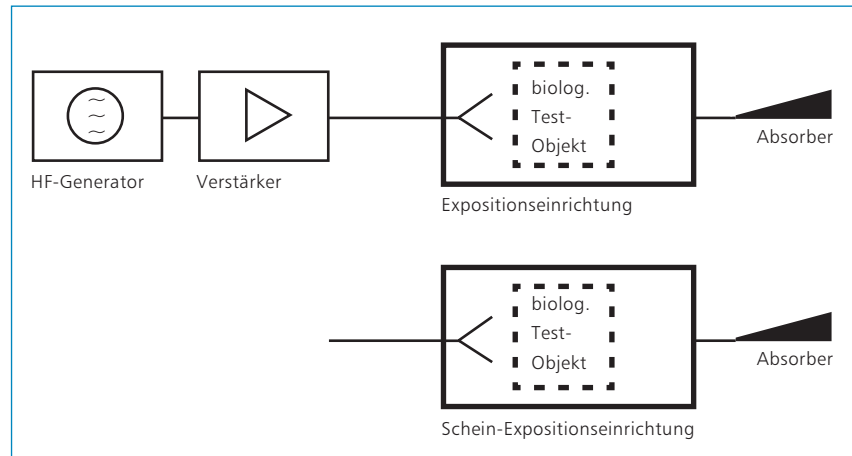 biolog.
Test-
Objekt
Absorber
HF-Generator
Verstärker
Expositionseinrichtung
biolog.
Test-
Objekt
Absorber
Schein-Expositionseinrichtung